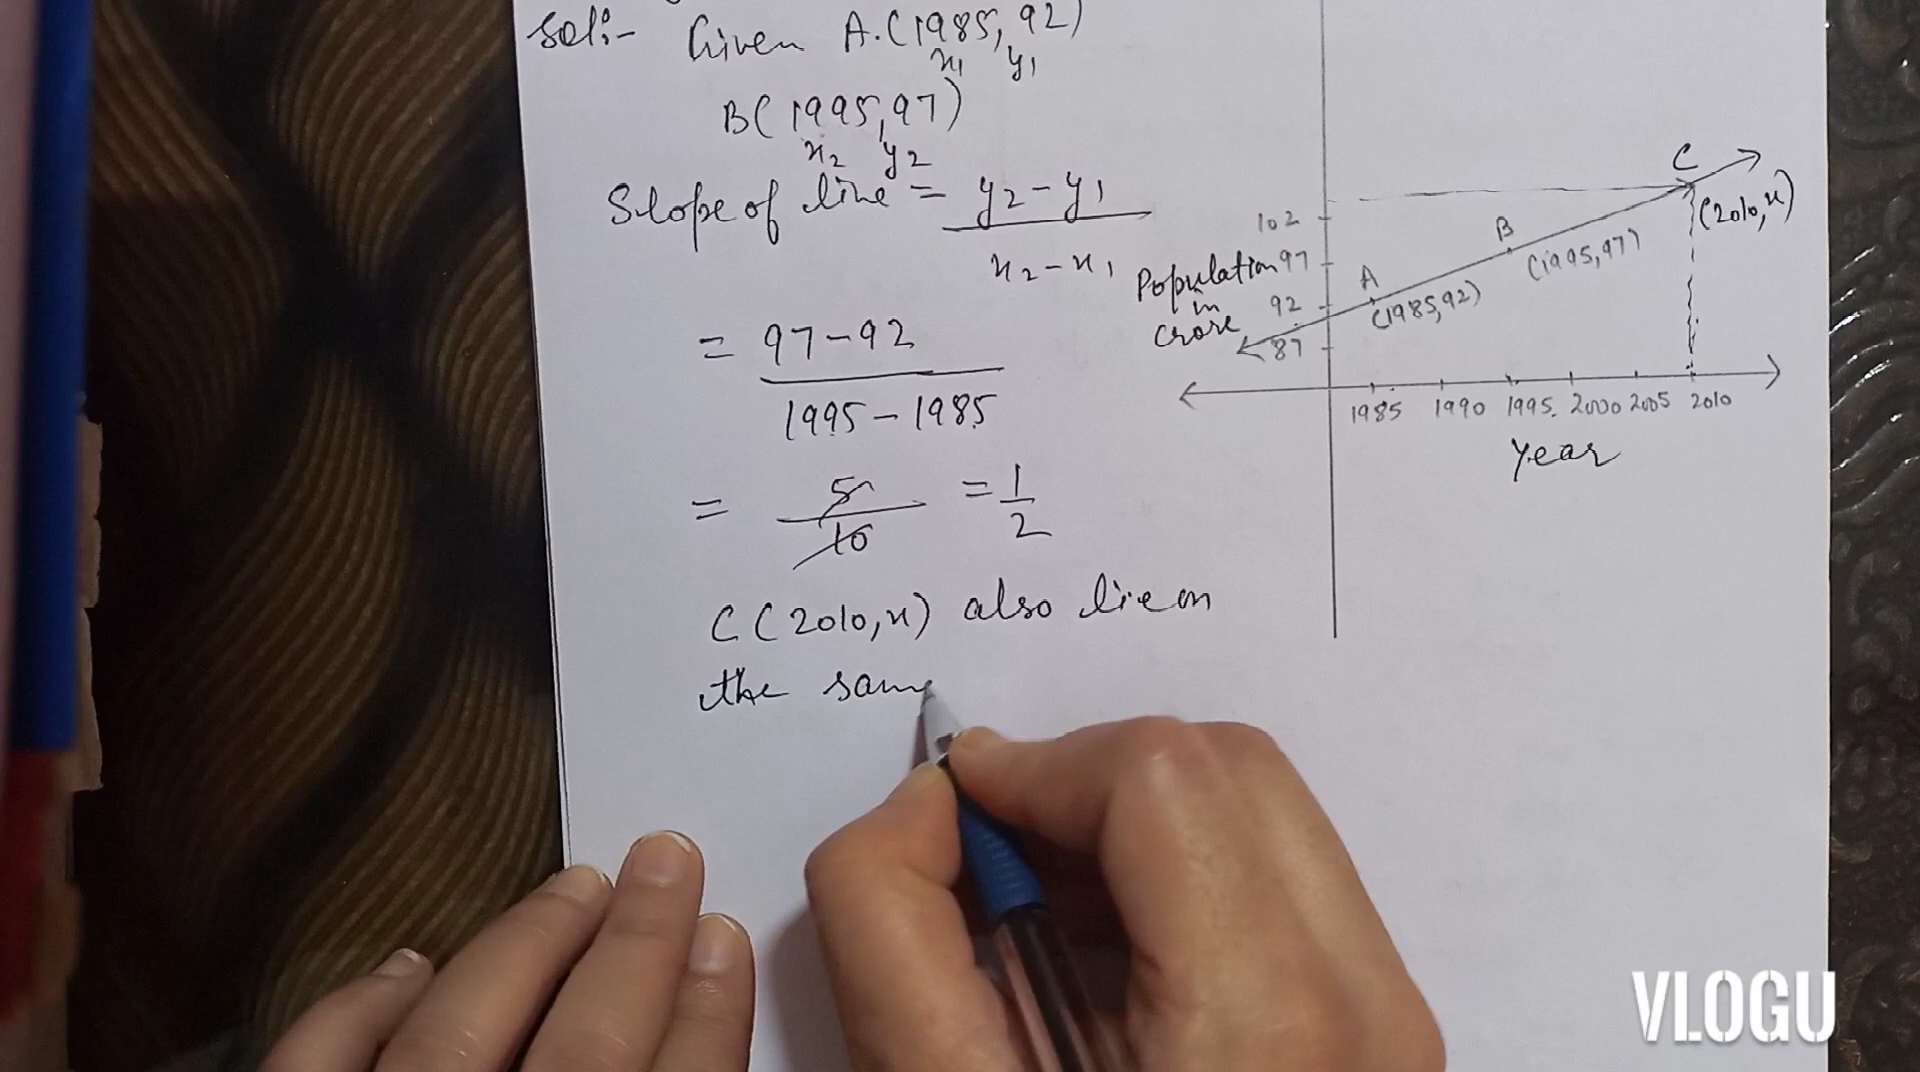 Sol:- Given A.(1985, 92)
x1 y1
B(1995,97)
x2 y2
Slope of line = y2-y1
x2-x1
= 97-92
1995-1985
= 5
10
= 1
2
C(2010,x) also lie on
the same
Population
in
crore
102
97
92
87
A
(1985,92)
B
(1995,97)
C
(2010,x)
1985 1990 1995 2000 2005 2010
Year
VLOGU